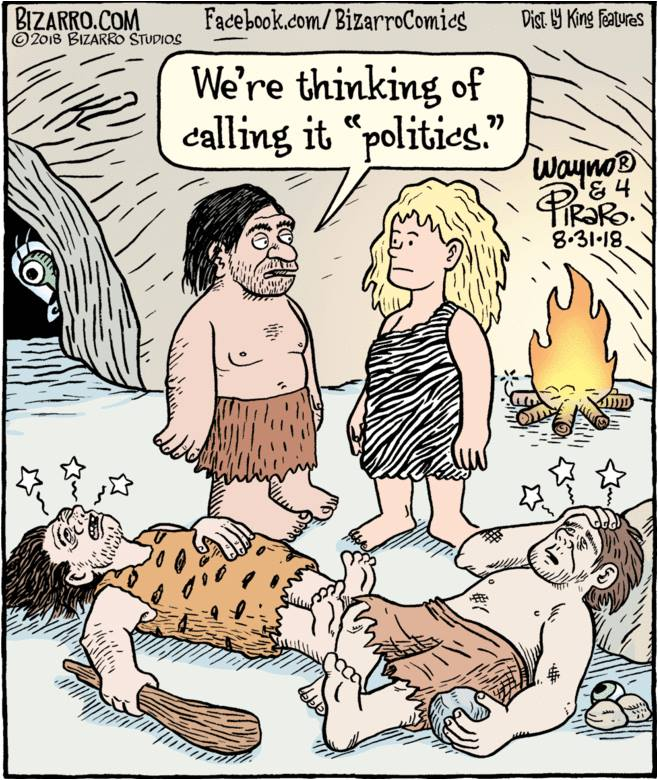 BIZARRO.COM
Facebook.com/BizarroComics
Dist. by King Features
©2018 BIZARRO STUDIOS
We're thinking of
calling it "politics."
Wayno®
& 4
PIRARO.
8·31·18